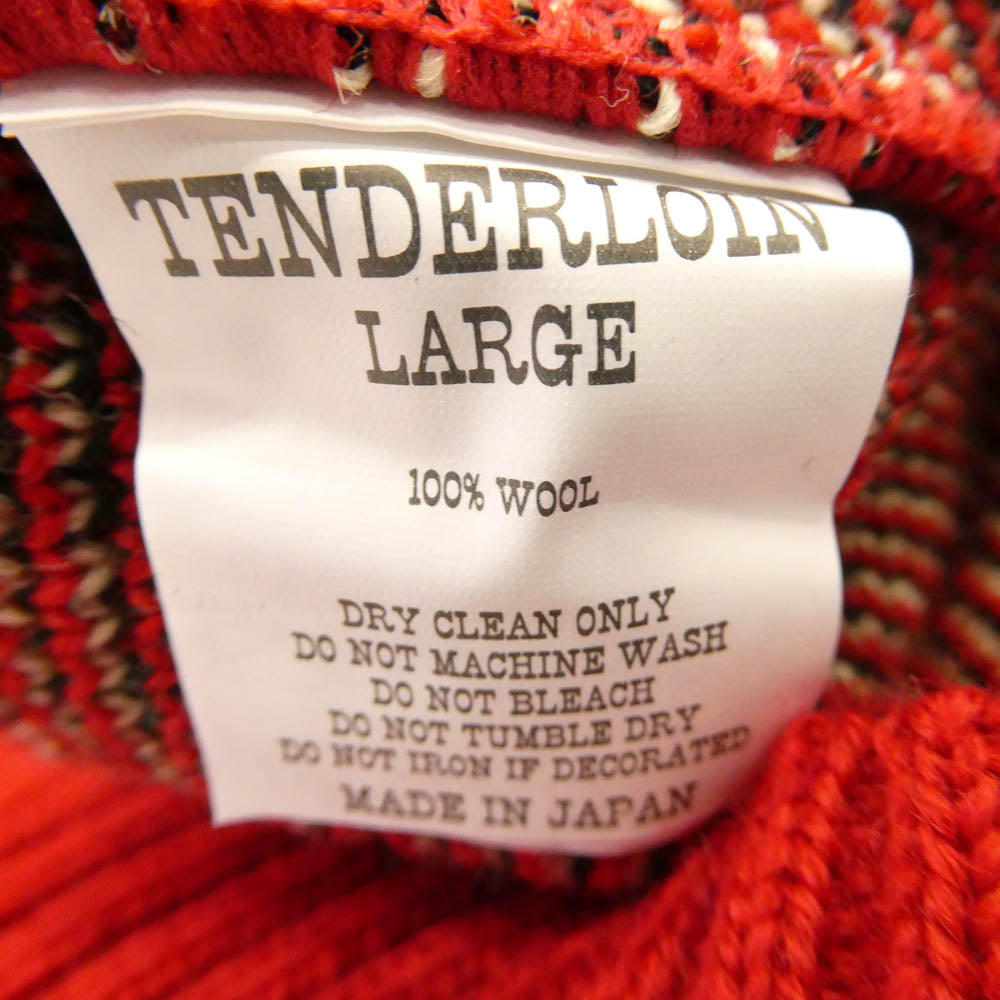 TENDERLOIN
LARGE
100% WOOL
DRY CLEAN ONLY
DO NOT MACHINE WASH
DO NOT BLEACH
DO NOT TUMBLE DRY
DO NOT IRON IF DECORATED
MADE IN JAPAN